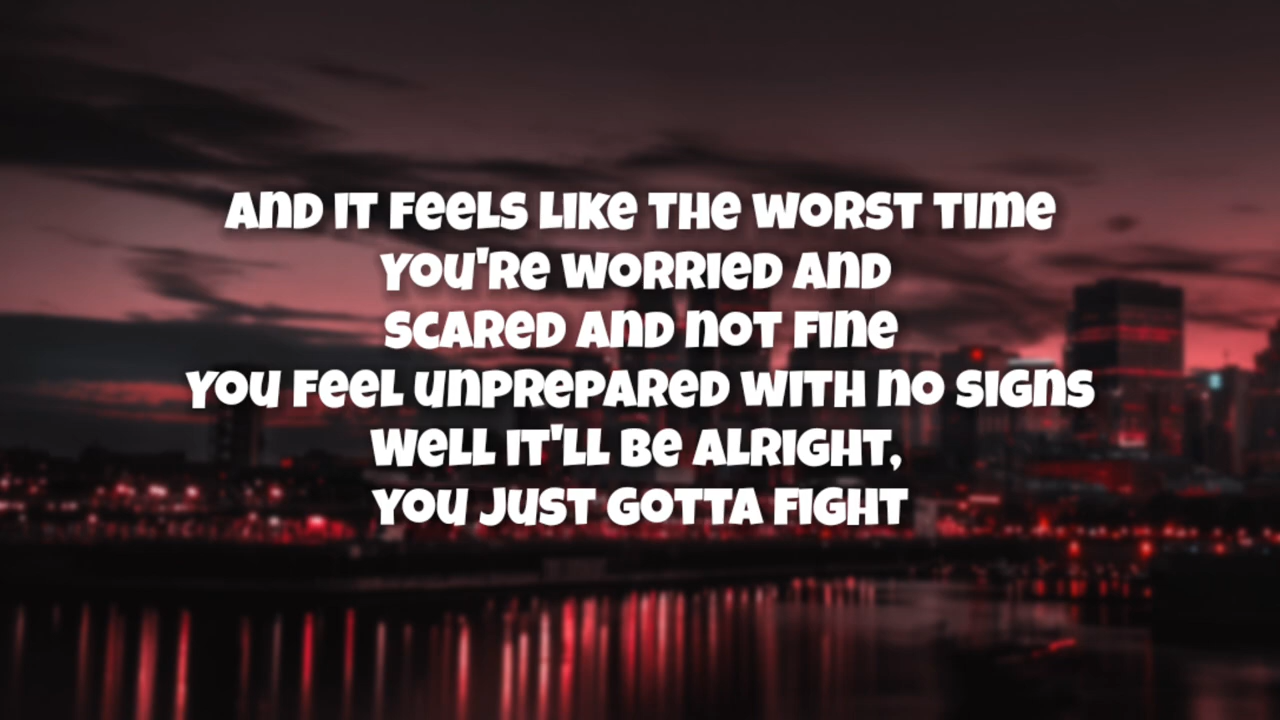 And it feels like the worst time
You're worried and
scared and not fine
You feel unprepared with no signs
Well it'll be alright,
you just gotta fight